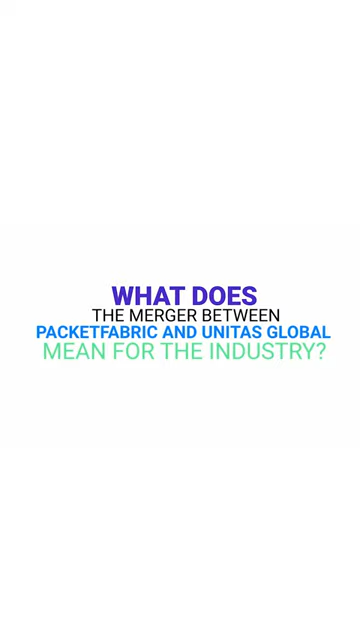 WHAT DOES
THE MERGER BETWEEN
PACKETFABRIC AND UNITAS GLOBAL
MEAN FOR THE INDUSTRY?